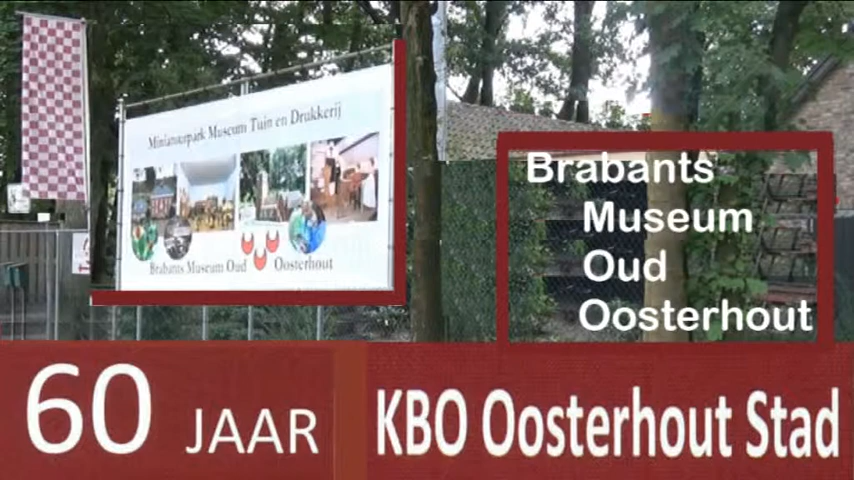 Miniatuurpark Museum Tuin en Drukkerij
Brabants Museum Oud Oosterhout
Brabants
Museum
Oud
Oosterhout
60 JAAR
KBO Oosterhout Stad